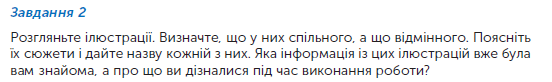 Завдання 2
Розгляньте ілюстрації. Визначте, що у них спільного, а що відмінного. Поясніть
їх сюжети і дайте назву кожній з них. Яка інформація із цих ілюстрацій вже була
вам знайома, а про що ви дізналися під час виконання роботи?